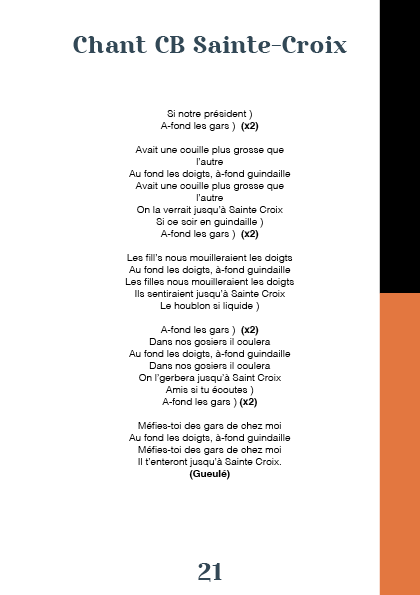 Chant CB Sainte-Croix
Si notre président )
A-fond les gars ) (x2)
Avait une couille plus grosse que
l'autre
Au fond les doigts, à-fond guindaille
Avait une couille plus grosse que
l'autre
On la verrait jusqu'à Sainte Croix
Si ce soir en guindaille )
A-fond les gars ) (x2)
Les fill's nous mouilleraient les doigts
Au fond les doigts, à-fond guindaille
Les filles nous mouilleraient les doigts
Ils sentiraient jusqu'à Sainte Croix
Le houblon si liquide )
A-fond les gars ) (x2)
Dans nos gosiers il coulera
Au fond les doigts, à-fond guindaille
Dans nos gosiers il coulera
On l'gerbera jusqu'à Saint Croix
Amis si tu écoutes )
A-fond les gars ) (x2)
Méfies-toi des gars de chez moi
Au fond les doigts, à-fond guindaille
Méfies-toi des gars de chez moi
Il t'enteront jusqu'à Sainte Croix.
(Gueulé)
21